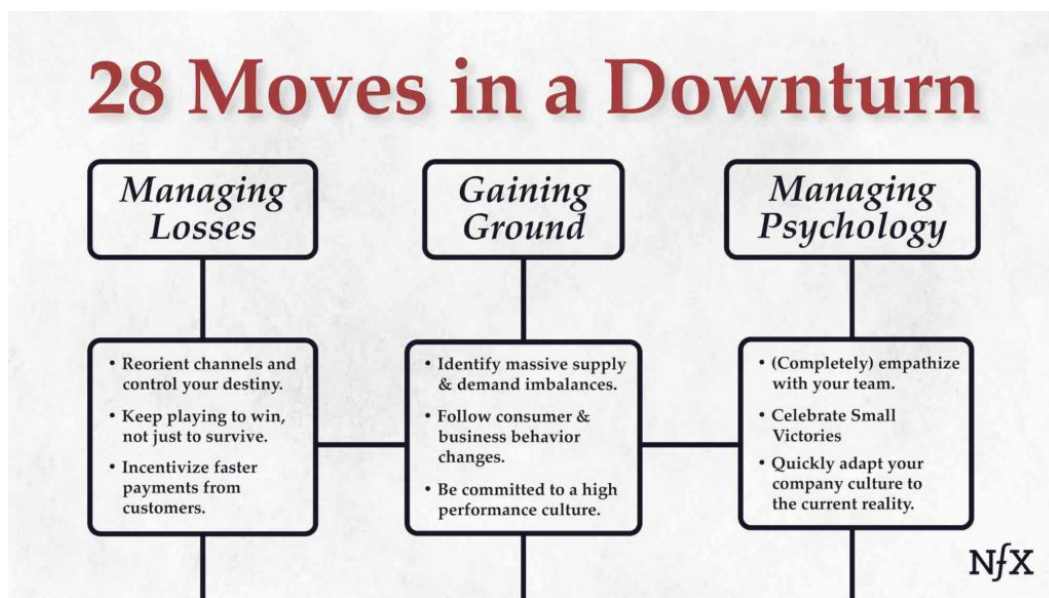 28 Moves in a Downturn
Managing
Losses
Gaining
Ground
Managing
Psychology
• Reorient channels and
control your destiny.
• Keep playing to win,
not just to survive.
• Incentivize faster
payments from
customers.
• Identify massive supply
& demand imbalances.
• Follow consumer &
business behavior
changes.
• Be committed to a high
performance culture.
• (Completely) empathize
with your team.
• Celebrate Small
Victories
• Quickly adapt your
company culture to
the current reality.
NfX